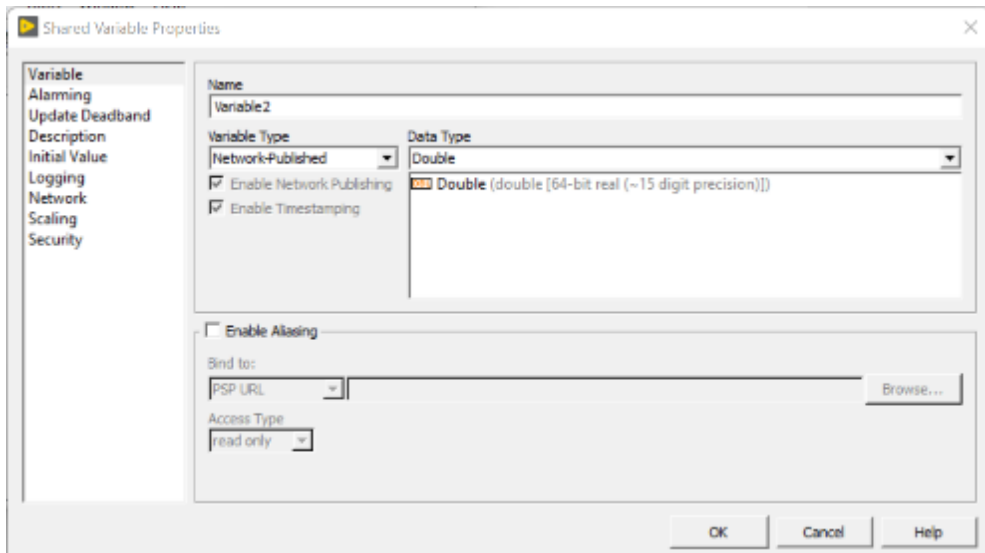 Shared Variable Properties
Variable
Alarming
Update Deadband
Description
Initial Value
Logging
Network
Scaling
Security
Name
Variable2
Variable Type
Data Type
Network-Published
Double
Enable Network Publishing
Enable Timestamping
Double (double [64-bit real (~15 digit precision)])
Enable Aliasing
Bind to:
PSP URL
Browse...
Access Type
read only
OK
Cancel
Help